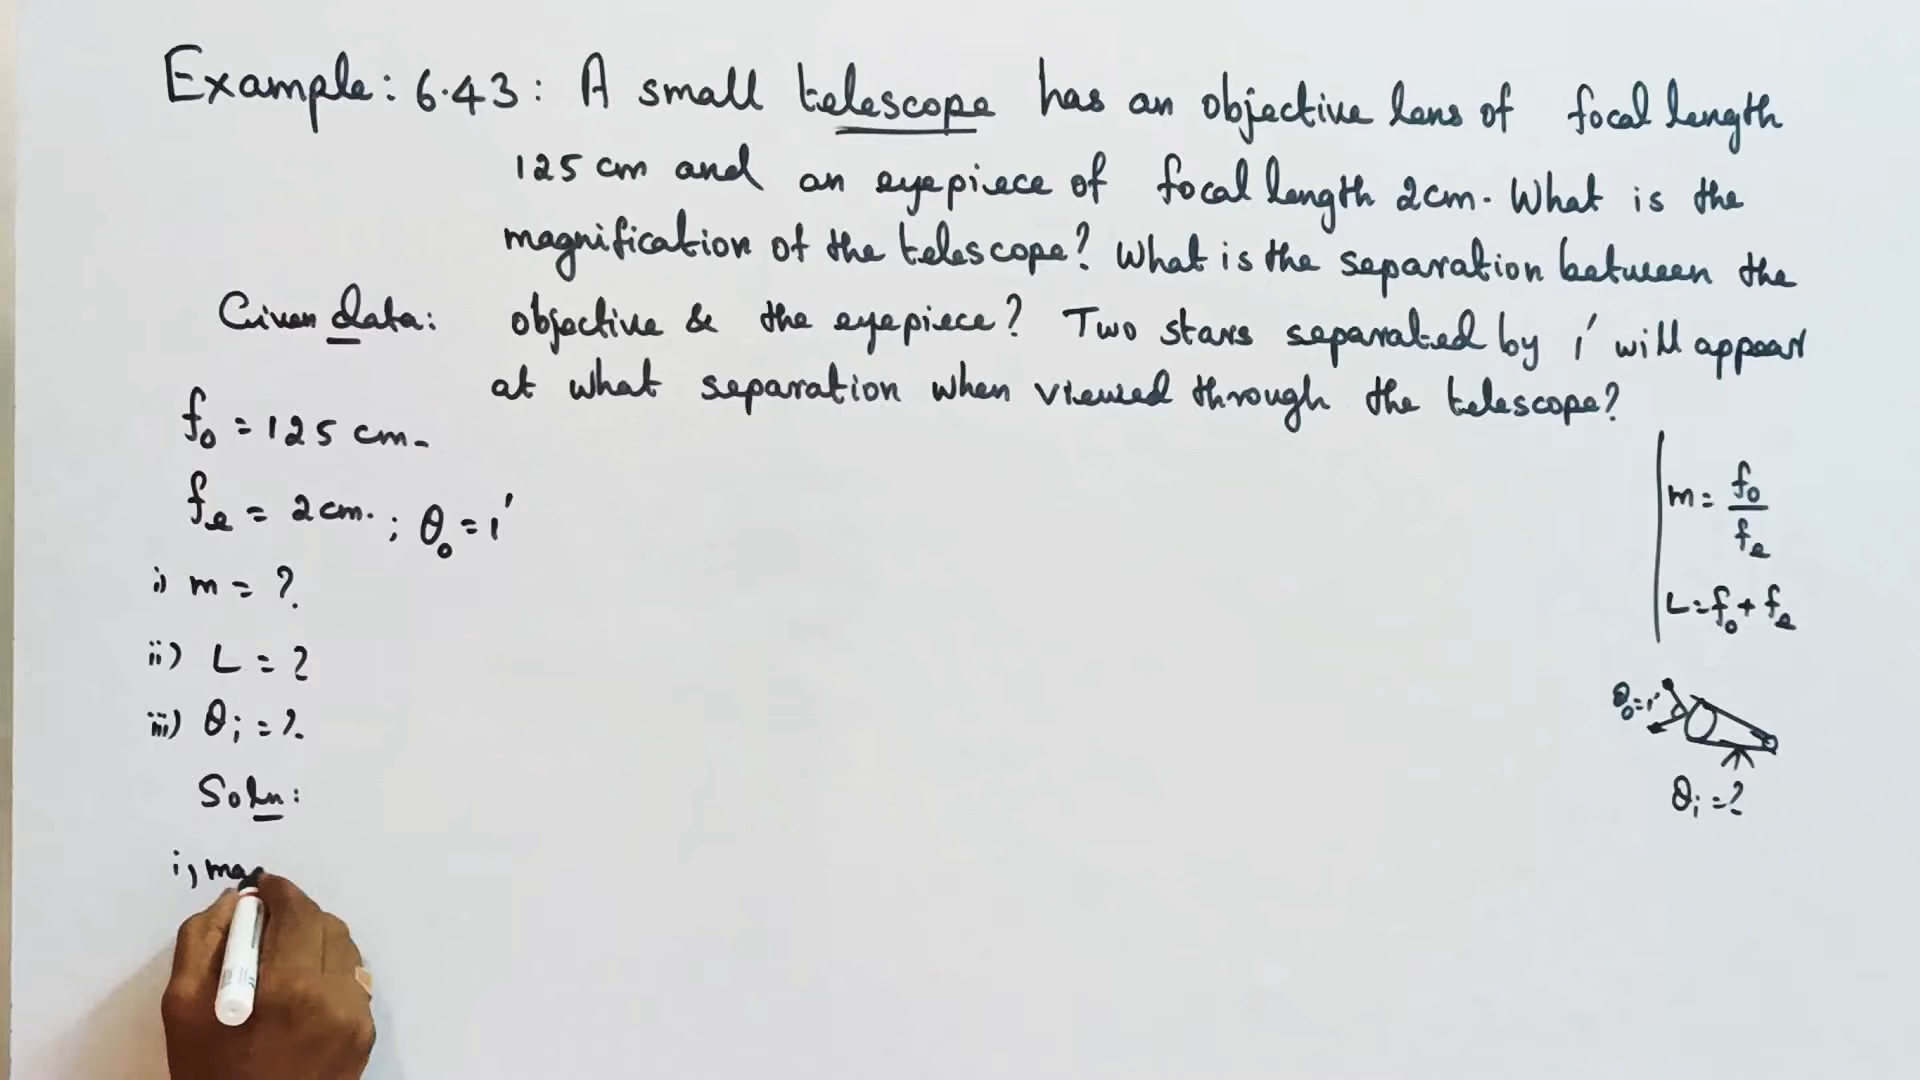 Example: 6.43: A small telescope has an objective lens of focal length
125 cm and an eyepiece of focal length 2cm. What is the
magnification of the telescope? What is the separation between the
objective & the eyepiece? Two stars separated by 1' will appear
at what separation when viewed through the telescope?
Given data:
f₀ = 125 cm.
fₑ = 2 cm. ; θ₀ = 1'
i) m = ?
ii) L = ?
iii) θᵢ = ?
Soln:
i, mag
m = f₀/fₑ
L = f₀ + fₑ
θ₀ = 1'
θᵢ = ?